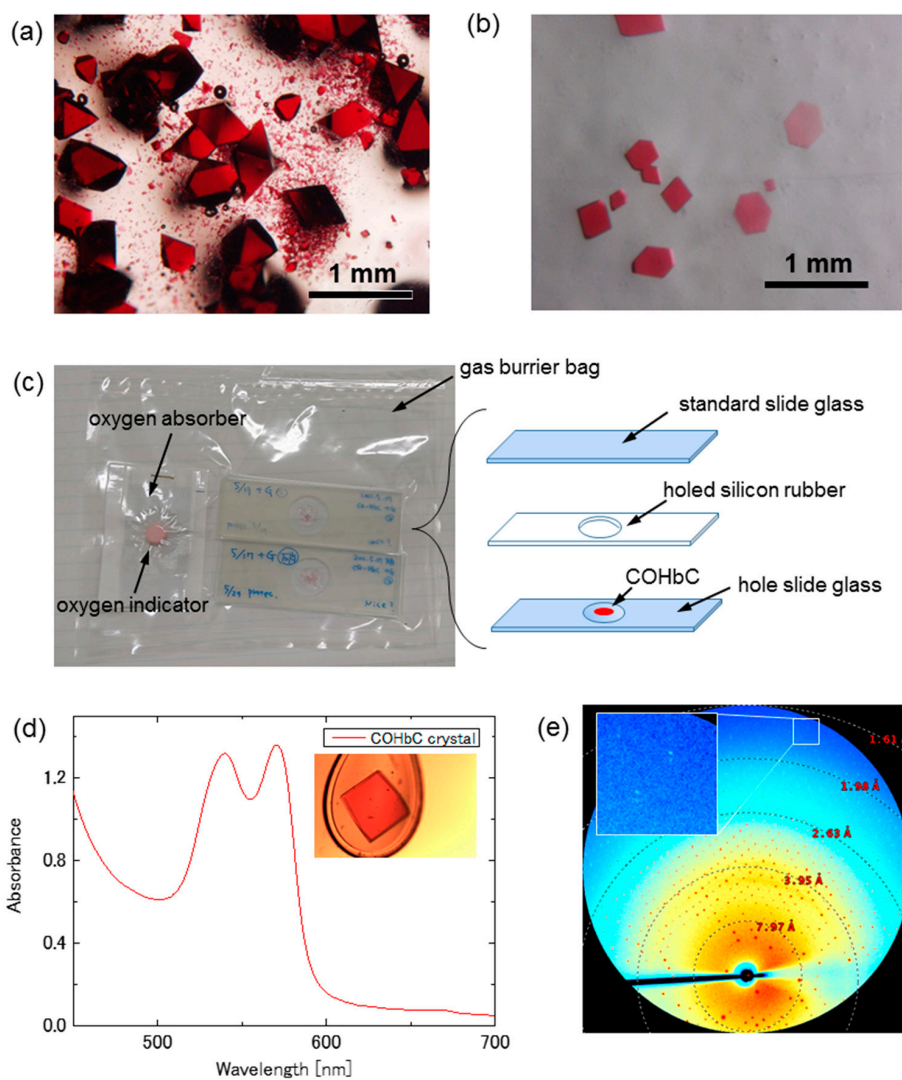 (a)
1 mm
(b)
1 mm
(c)
oxygen absorber
oxygen indicator
gas burrier bag
S/17 + G
S/17 + G
standard slide glass
holed silicon rubber
COHbC
hole slide glass
(d)
COHbC crystal
1.2
0.8
0.4
0.0
Absorbance
500
600
700
Wavelength [nm]
(e)
1.61
1.98 Å
2.63 Å
3.95 Å
7.97 Å